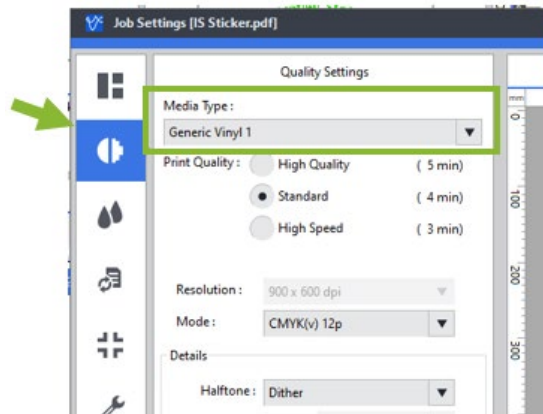 Job Settings [IS Sticker.pdf]
Quality Settings
Media Type :
Generic Vinyl 1
Print Quality : High Quality ( 5 min)
Standard ( 4 min)
High Speed ( 3 min)
Resolution : 900 x 600 dpi
Mode : CMYK(v) 12p
Details
Halftone : Dither
mm
0
100
200
300